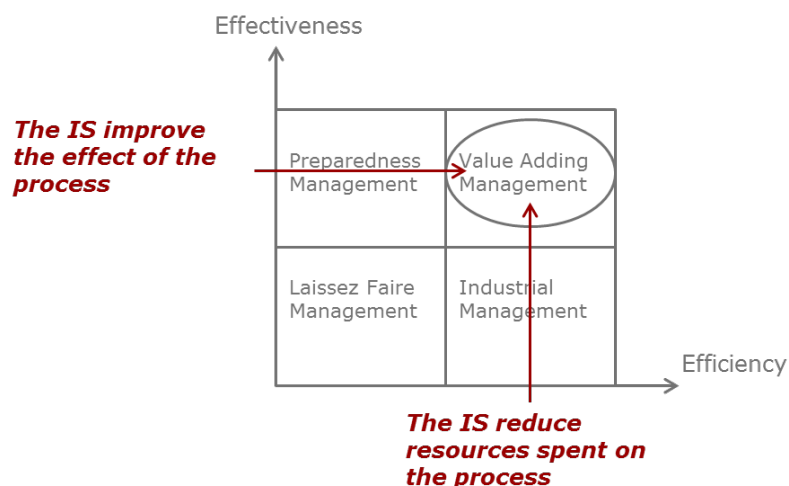 Effectiveness
The IS improve
the effect of the
process
Preparedness
Management
Value Adding
Management
Laissez Faire
Management
Industrial
Management
Efficiency
The IS reduce
resources spent on
the process